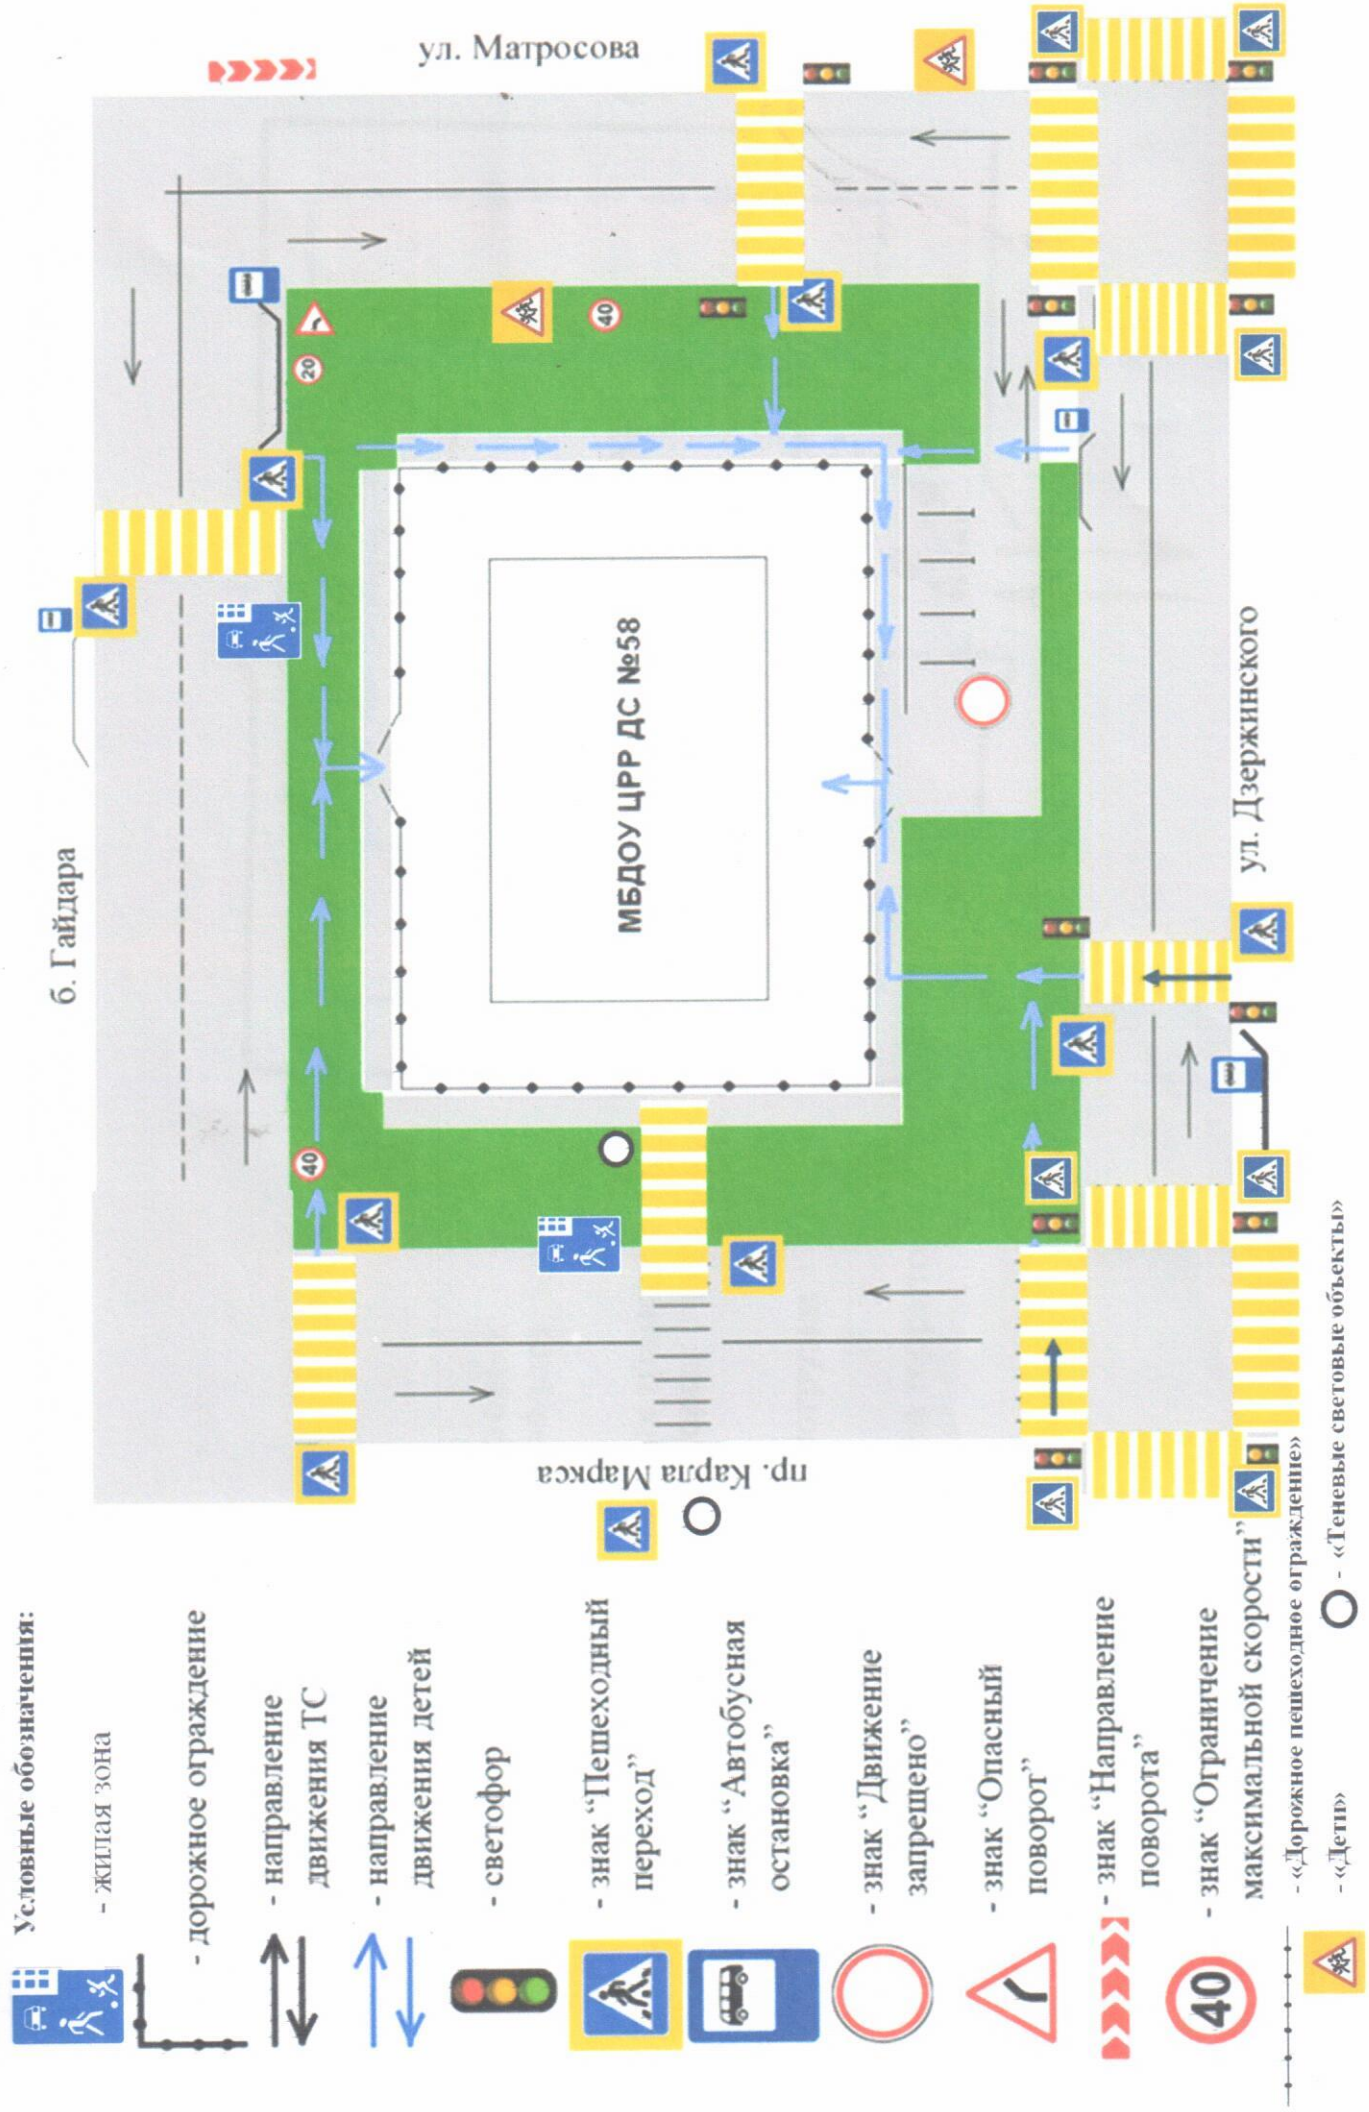 ул. Матросова
б. Гайдара
20
40
40
МБДОУ ЦРР ДС №58
ул. Дзержинского
пр. Карла Маркса
Условные обозначения:
- жилая зона
- дорожное ограждение
- направление
движения ТС
- направление
движения детей
- светофор
- знак “Пешеходный
переход”
- знак “Автобусная
остановка”
- знак “Движение
запрещено”
- знак “Опасный
поворот”
- знак “Направление
поворота”
40
- знак “Ограничение
максимальной скорости”
- «Дорожное пешеходное ограждение»
- «Дети»
- «Теневые световые объекты»